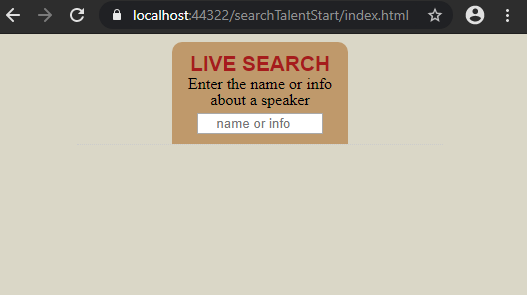 localhost:44322/searchTalentStart/index.html
LIVE SEARCH
Enter the name or info
about a speaker
name or info